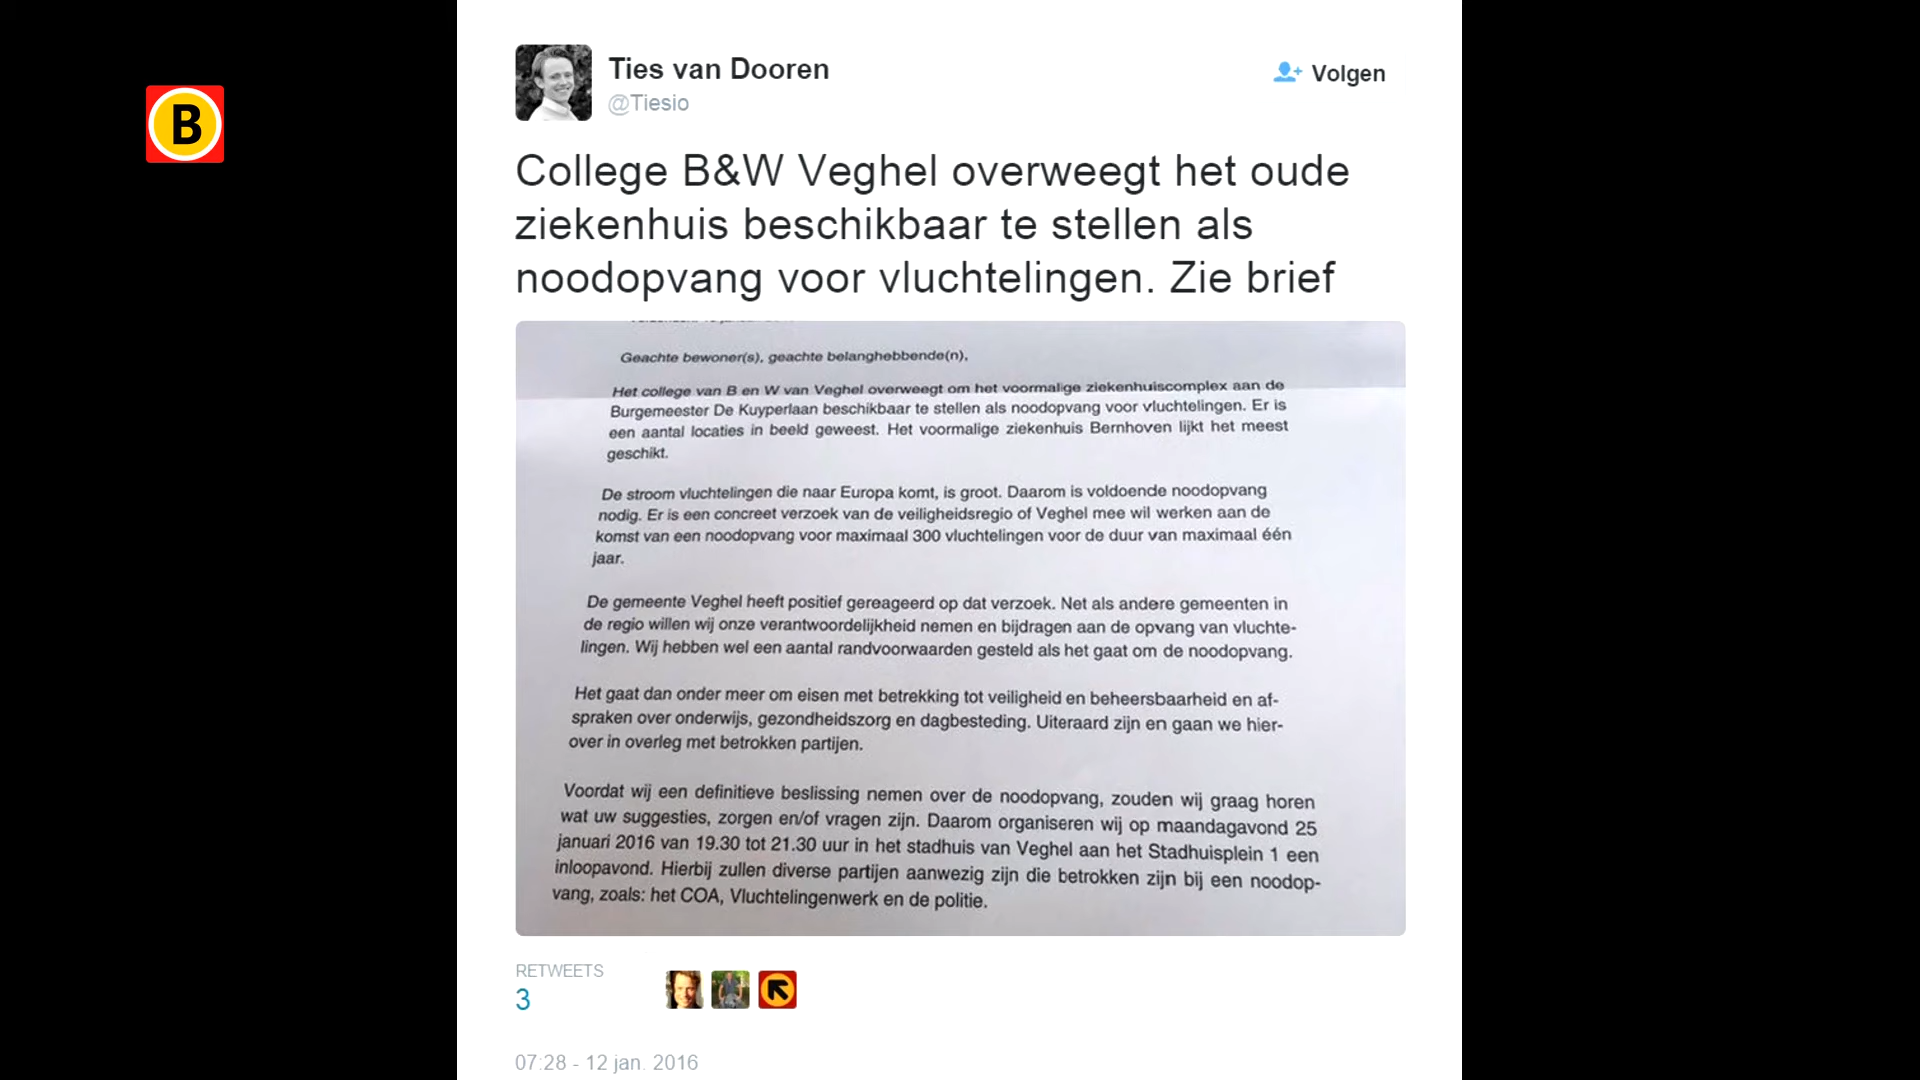 B
Ties van Dooren
@Tiesio
Volgen
College B&W Veghel overweegt het oude
ziekenhuis beschikbaar te stellen als
noodopvang voor vluchtelingen. Zie brief
Geachte bewoner(s), geachte belanghebbende(n),
Het college van B en W van Veghel overweegt om het voormalige ziekenhuiscomplex aan de
Burgemeester De Kuyperlaan beschikbaar te stellen als noodopvang voor vluchtelingen. Er is
een aantal locaties in beeld geweest. Het voormalige ziekenhuis Bernhoven lijkt het meest
geschikt.
De stroom vluchtelingen die naar Europa komt, is groot. Daarom is voldoende noodopvang
nodig. Er is een concreet verzoek van de veiligheidsregio of Veghel mee wil werken aan de
komst van een noodopvang voor maximaal 300 vluchtelingen voor de duur van maximaal één
jaar.
De gemeente Veghel heeft positief gereageerd op dat verzoek. Net als andere gemeenten in
de regio willen wij onze verantwoordelijkheid nemen en bijdragen aan de opvang van vluchte-
lingen. Wij hebben wel een aantal randvoorwaarden gesteld als het gaat om de noodopvang.
Het gaat dan onder meer om eisen met betrekking tot veiligheid en beheersbaarheid en af-
spraken over onderwijs, gezondheidszorg en dagbesteding. Uiteraard zijn en gaan we hier-
over in overleg met betrokken partijen.
Voordat wij een definitieve beslissing nemen over de noodopvang, zouden wij graag horen
wat uw suggesties, zorgen en/of vragen zijn. Daarom organiseren wij op maandagavond 25
januari 2016 van 19.30 tot 21.30 uur in het stadhuis van Veghel aan het Stadhuisplein 1 een
inloopavond. Hierbij zullen diverse partijen aanwezig zijn die betrokken zijn bij een noodop-
vang, zoals: het COA, Vluchtelingenwerk en de politie.
RETWEETS
3
07:28 - 12 jan. 2016